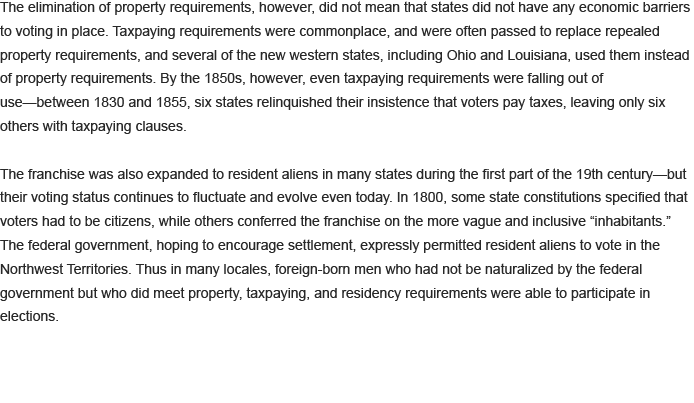 The elimination of property requirements, however, did not mean that states did not have any economic barriers
to voting in place. Taxpaying requirements were commonplace, and were often passed to replace repealed
property requirements, and several of the new western states, including Ohio and Louisiana, used them instead
of property requirements. By the 1850s, however, even taxpaying requirements were falling out of
use—between 1830 and 1855, six states relinquished their insistence that voters pay taxes, leaving only six
others with taxpaying clauses.
The franchise was also expanded to resident aliens in many states during the first part of the 19th century—but
their voting status continues to fluctuate and evolve even today. In 1800, some state constitutions specified that
voters had to be citizens, while others conferred the franchise on the more vague and inclusive “inhabitants.”
The federal government, hoping to encourage settlement, expressly permitted resident aliens to vote in the
Northwest Territories. Thus in many locales, foreign-born men who had not be naturalized by the federal
government but who did meet property, taxpaying, and residency requirements were able to participate in
elections.